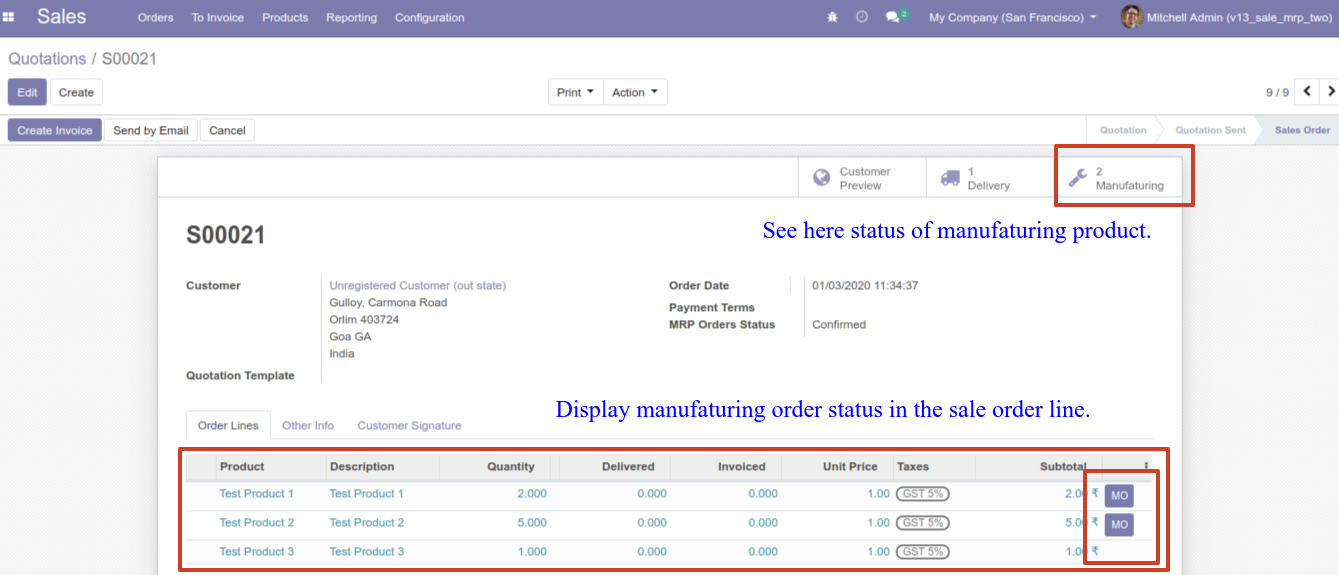 Sales Orders To Invoice Products Reporting Configuration 2 My Company (San Francisco) Mitchell Admin (v13_sale_mrp_two)
Quotations / S00021
Edit Create Print Action 9 / 9
Create Invoice Send by Email Cancel Quotation Quotation Sent Sales Order
Customer Preview
1 Delivery
2 Manufaturing
See here status of manufaturing product.
S00021
Customer Unregistered Customer (out state)
Gulloy, Carmona Road
Orlim 403724
Goa GA
India
Quotation Template
Order Date 01/03/2020 11:34:37
Payment Terms
MRP Orders Status Confirmed
Display manufaturing order status in the sale order line.
Order Lines Other Info Customer Signature
Product Description Quantity Delivered Invoiced Unit Price Taxes Subtotal
Test Product 1 Test Product 1 2.000 0.000 0.000 1.00 GST 5% 2.00 ₹ MO
Test Product 2 Test Product 2 5.000 0.000 0.000 1.00 GST 5% 5.00 ₹ MO
Test Product 3 Test Product 3 1.000 0.000 0.000 1.00 GST 5% 1.00 ₹